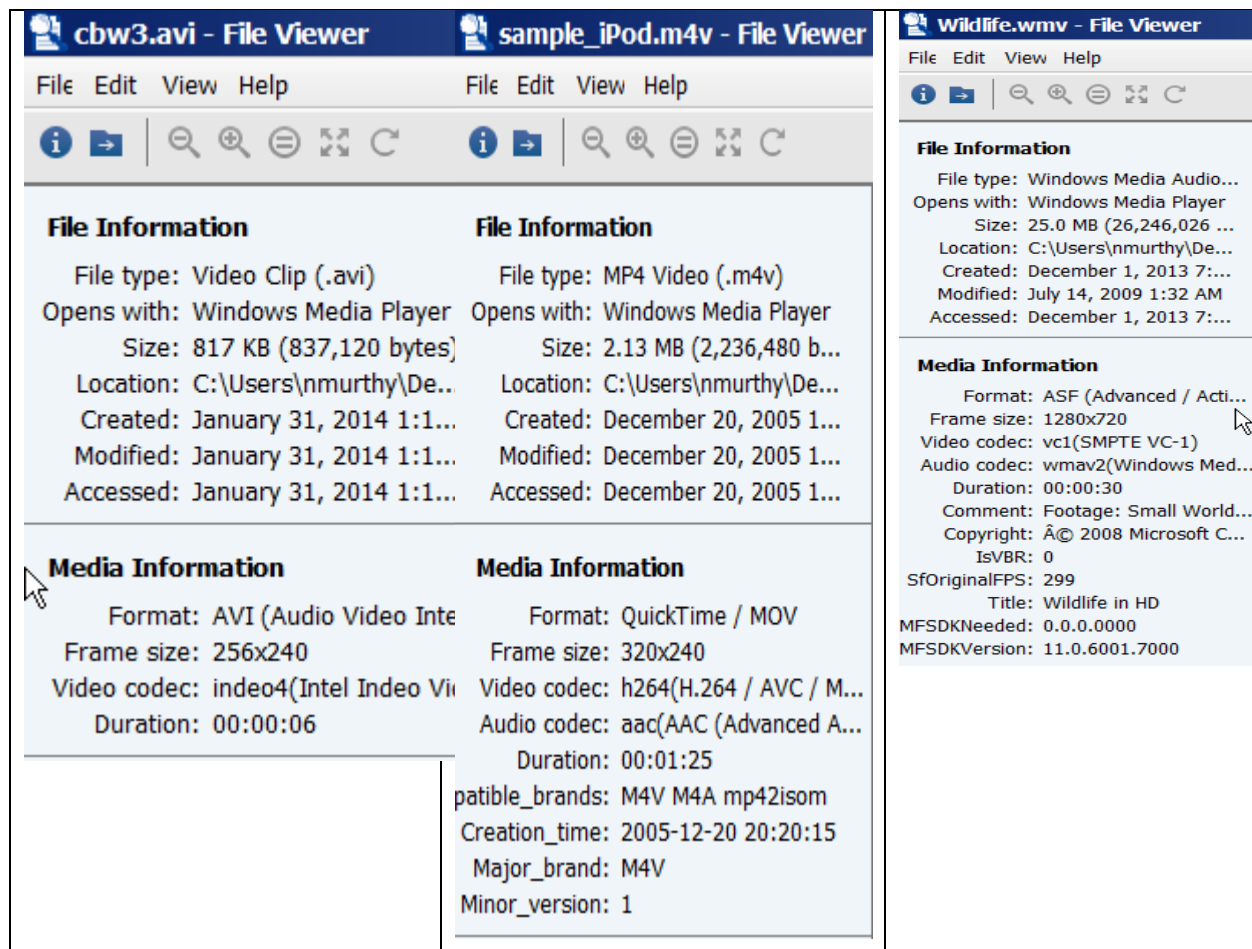 cbw3.avi - File Viewer
File Edit View Help
File Information
File type: Video Clip (.avi)
Opens with: Windows Media Player
Size: 817 KB (837,120 bytes)
Location: C:\Users\nmurthy\De...
Created: January 31, 2014 1:1...
Modified: January 31, 2014 1:1...
Accessed: January 31, 2014 1:1...
Media Information
Format: AVI (Audio Video Inte
Frame size: 256x240
Video codec: indeo4(Intel Indeo Vi
Duration: 00:00:06
sample_iPod.m4v - File Viewer
File Edit View Help
File Information
File type: MP4 Video (.m4v)
Opens with: Windows Media Player
Size: 2.13 MB (2,236,480 b...
Location: C:\Users\nmurthy\De...
Created: December 20, 2005 1...
Modified: December 20, 2005 1...
Accessed: December 20, 2005 1...
Media Information
Format: QuickTime / MOV
Frame size: 320x240
Video codec: h264(H.264 / AVC / M...
Audio codec: aac(AAC (Advanced A...
Duration: 00:01:25
patible_brands: M4V M4A mp42isom
Creation_time: 2005-12-20 20:20:15
Major_brand: M4V
Minor_version: 1
Wildlife.wmv - File Viewer
File Edit View Help
File Information
File type: Windows Media Audio...
Opens with: Windows Media Player
Size: 25.0 MB (26,246,026 ...
Location: C:\Users\nmurthy\De...
Created: December 1, 2013 7:...
Modified: July 14, 2009 1:32 AM
Accessed: December 1, 2013 7:...
Media Information
Format: ASF (Advanced / Acti...
Frame size: 1280x720
Video codec: vc1(SMPTE VC-1)
Audio codec: wmav2(Windows Med...
Duration: 00:00:30
Comment: Footage: Small World...
Copyright: Â© 2008 Microsoft C...
IsVBR: 0
SfOriginalFPS: 299
Title: Wildlife in HD
MFSDKNeeded: 0.0.0.0000
MFSDKVersion: 11.0.6001.7000